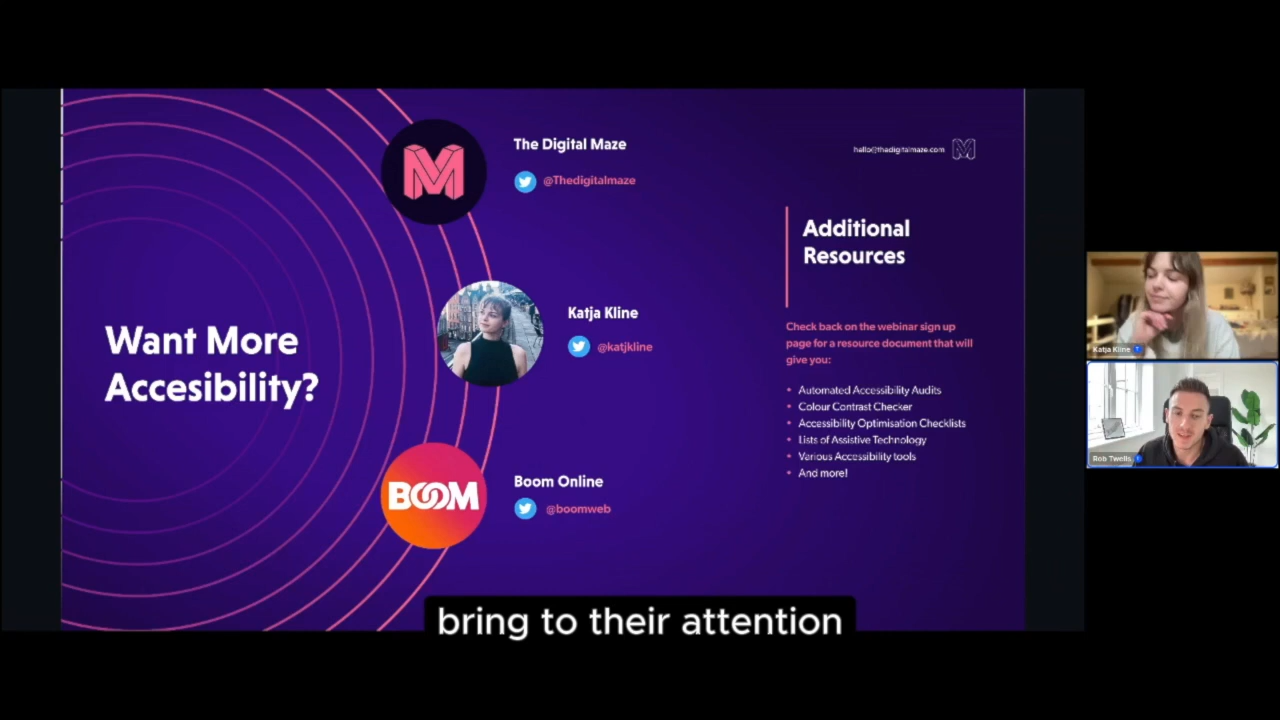 Want More
Accesibility?
The Digital Maze
@Thedigitalmaze
Katja Kline
@katjkline
BOOM
Boom Online
@boomweb
hello@thedigitalmaze.com
Additional
Resources
Check back on the webinar sign up
page for a resource document that will
give you:
• Automated Accessibility Audits
• Colour Contrast Checker
• Accessibility Optimisation Checklists
• Lists of Assistive Technology
• Various Accessibility tools
• And more!
Katja Kline
Rob Twells
bring to their attention